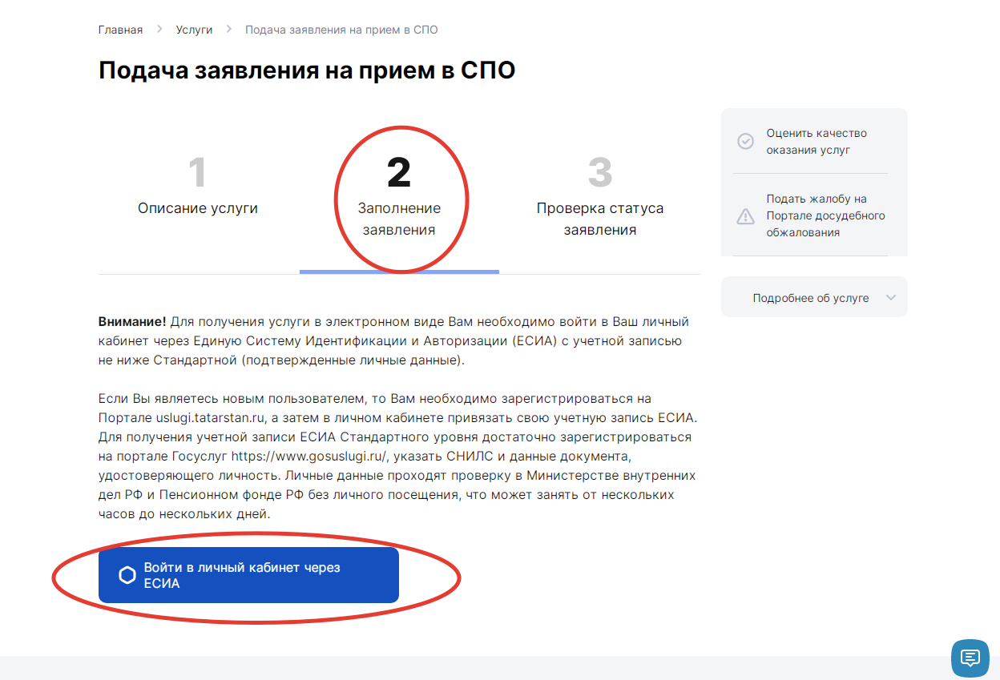 Главная > Услуги > Подача заявления на прием в СПО
Подача заявления на прием в СПО
1
Описание услуги
2
Заполнение
заявления
3
Проверка статуса
заявления
Оценить качество
оказания услуг
Подать жалобу на
Портале досудебного
обжалования
Подробнее об услуге
Внимание! Для получения услуги в электронном виде Вам необходимо войти в Ваш личный
кабинет через Единую Систему Идентификации и Авторизации (ЕСИА) с учетной записью
не ниже Стандартной (подтвержденные личные данные).
Если Вы являетесь новым пользователем, то Вам необходимо зарегистрироваться на
Портале uslugi.tatarstan.ru, а затем в личном кабинете привязать свою учетную запись ЕСИА.
Для получения учетной записи ЕСИА Стандартного уровня достаточно зарегистрироваться
на портале Госуслуг https://www.gosuslugi.ru/, указать СНИЛС и данные документа,
удостоверяющего личность. Личные данные проходят проверку в Министерстве внутренних
дел РФ и Пенсионном фонде РФ без личного посещения, что может занять от нескольких
часов до нескольких дней.
Войти в личный кабинет через
ЕСИА